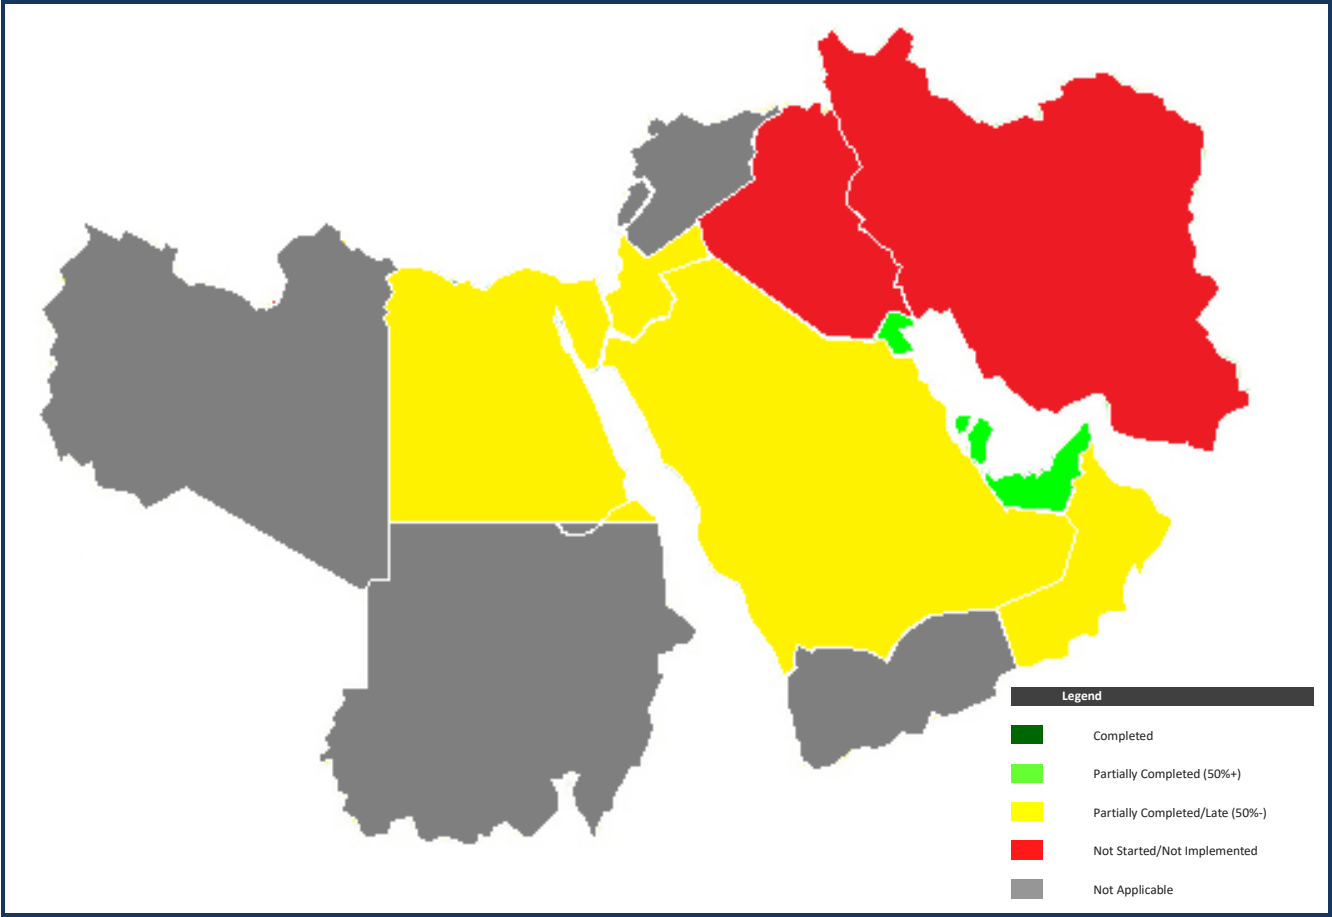 Legend
Completed
Partially Completed (50%+)
Partially Completed/Late (50%-)
Not Started/Not Implemented
Not Applicable